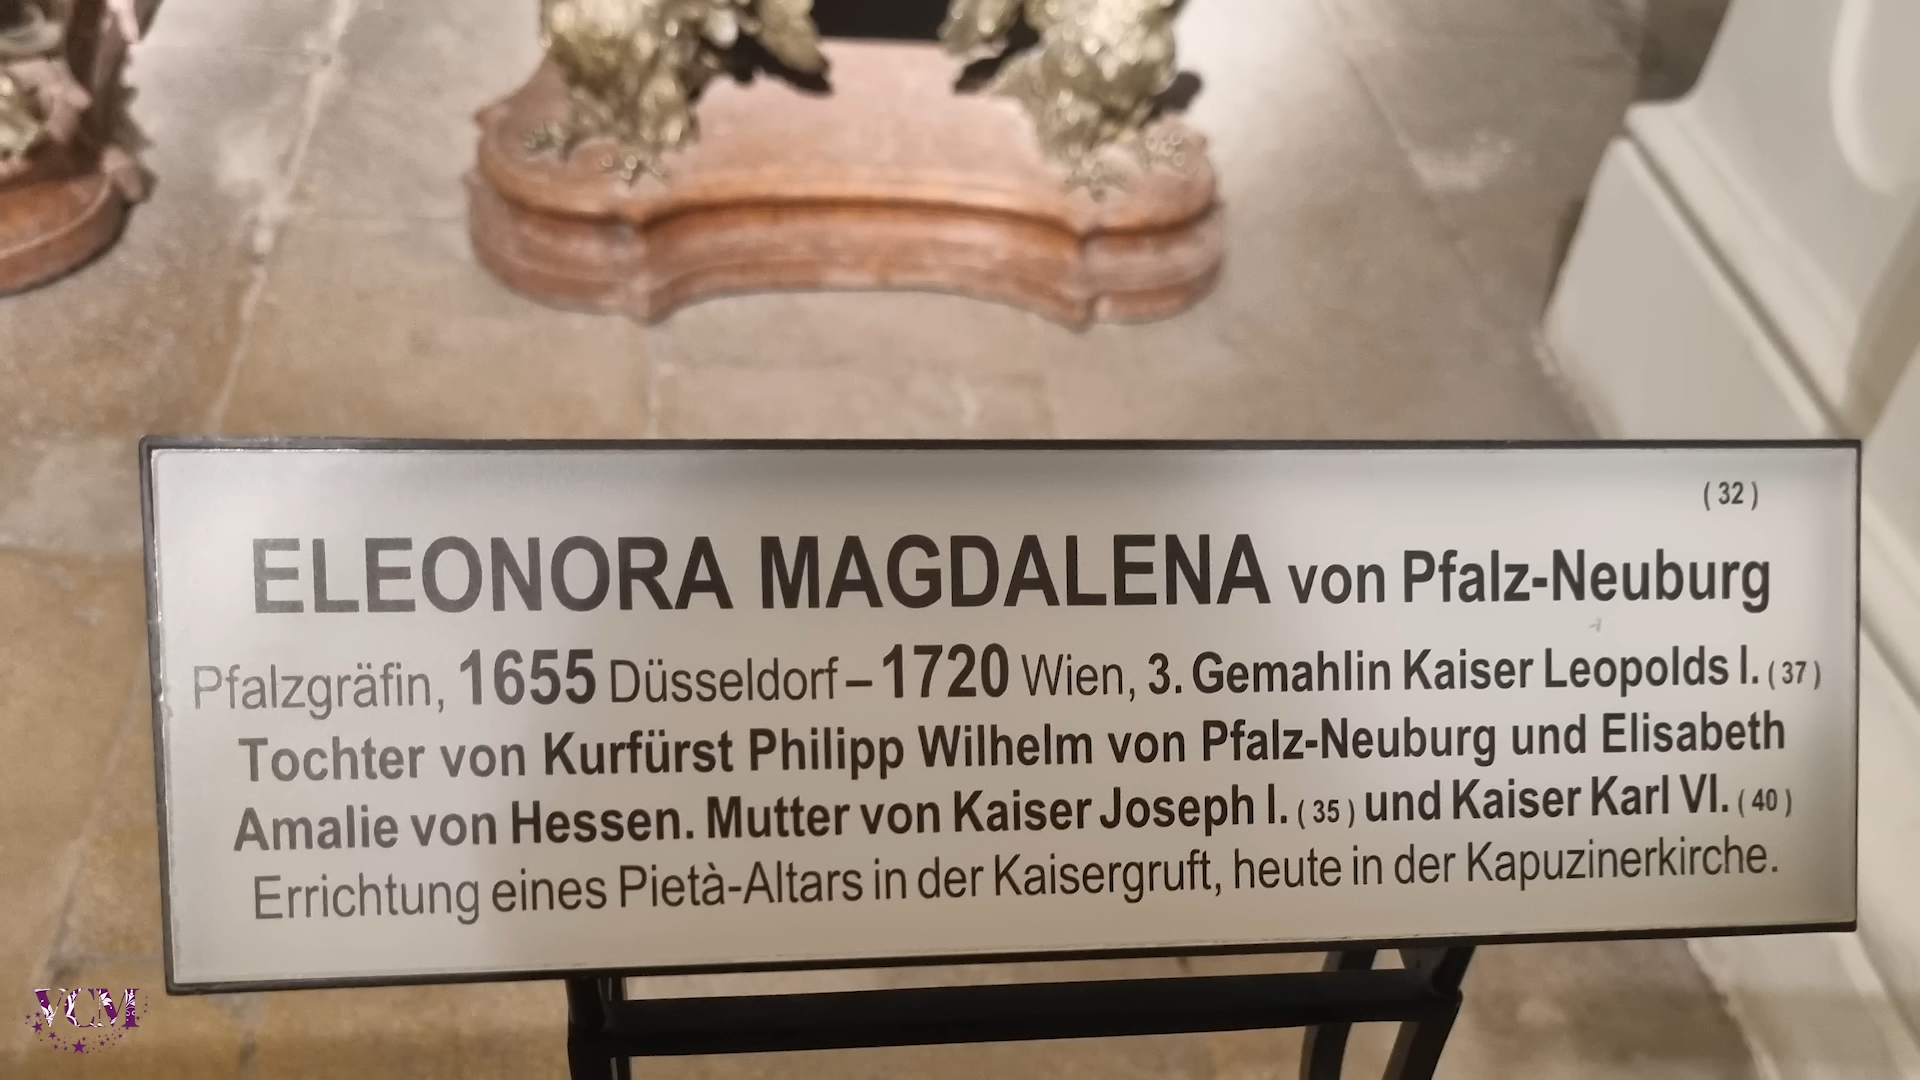 ( 32 )
ELEONORA MAGDALENA von Pfalz-Neuburg
Pfalzgräfin, 1655 Düsseldorf – 1720 Wien, 3. Gemahlin Kaiser Leopolds I. ( 37 )
Tochter von Kurfürst Philipp Wilhelm von Pfalz-Neuburg und Elisabeth
Amalie von Hessen. Mutter von Kaiser Joseph I. ( 35 ) und Kaiser Karl VI. ( 40 )
Errichtung eines Pietà-Altars in der Kaisergruft, heute in der Kapuzinerkirche.
VCM